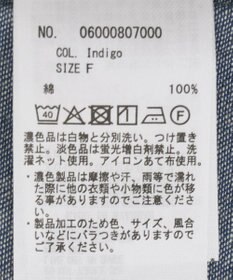 NO. 06000807000
COL. Indigo
SIZE F
綿 100%
40
濃色品は白物と分別洗い。つけ置き
禁止。淡色品は蛍光増白剤禁止。洗
濯ネット使用。アイロンあて布使用。
・濃色製品は摩擦や汗、雨等で濡れ
た際に他の衣類や小物類に色が移
る事がありますのでご注意くださ
い。
・製品加工のため色、サイズ、風合
いなどにバラつきがありますので
ご了承ください。